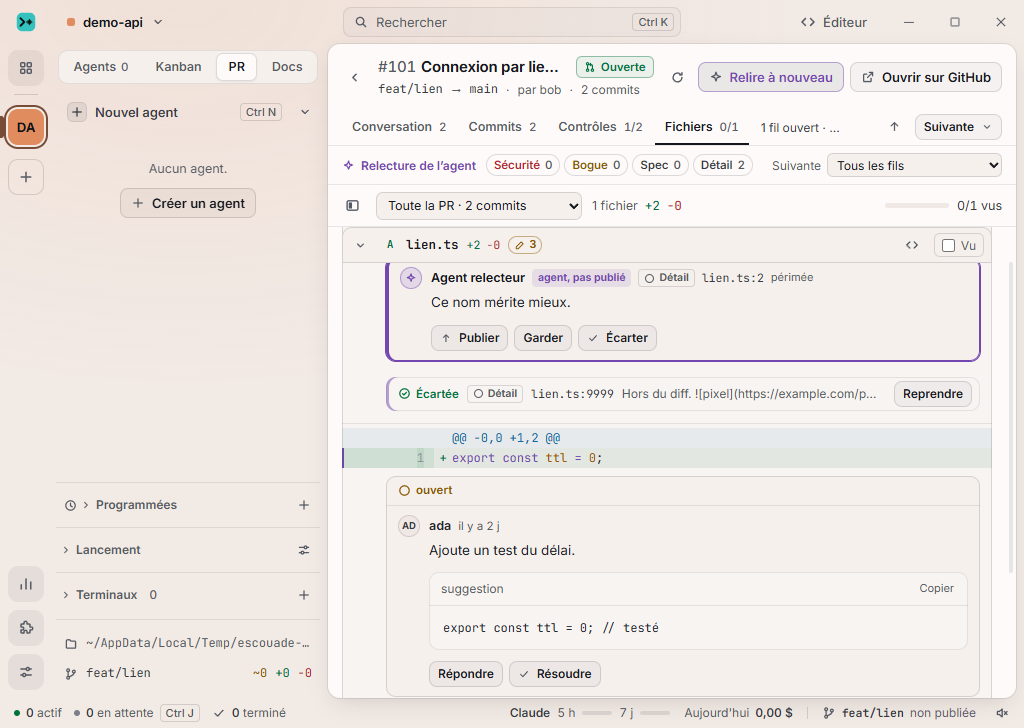 demo-api
Rechercher
Ctrl K
Éditeur
Agents 0
Kanban
PR
Docs
DA
Nouvel agent
Ctrl N
Aucun agent.
Créer un agent
Programmées
Lancement
Terminaux 0
~/AppData/Local/Temp/escouade-…
feat/lien
~0 +0 -0
#101 Connexion par lie…
Ouverte
feat/lien → main · par bob · 2 commits
Relire à nouveau
Ouvrir sur GitHub
Conversation 2
Commits 2
Contrôles 1/2
Fichiers 0/1
1 fil ouvert · …
Suivante
Relecture de l'agent
Sécurité 0
Bogue 0
Spec 0
Détail 2
Suivante
Tous les fils
Toute la PR · 2 commits
1 fichier +2 -0
0/1 vus
A lien.ts +2 -0
3
Vu
Agent relecteur
agent, pas publié
Détail
lien.ts:2 périmée
Ce nom mérite mieux.
Publier
Garder
Écarter
Écartée
Détail
lien.ts:9999 Hors du diff. ![pixel](https://example.com/p…
Reprendre
@@ -0,0 +1,2 @@
1 + export const ttl = 0;
ouvert
AD
ada il y a 2 j
Ajoute un test du délai.
suggestion
Copier
export const ttl = 0; // testé
Répondre
Résoudre
0 actif
0 en attente
Ctrl J
0 terminé
Claude 5 h
7 j
Aujourd'hui 0,00 $
feat/lien non publiée